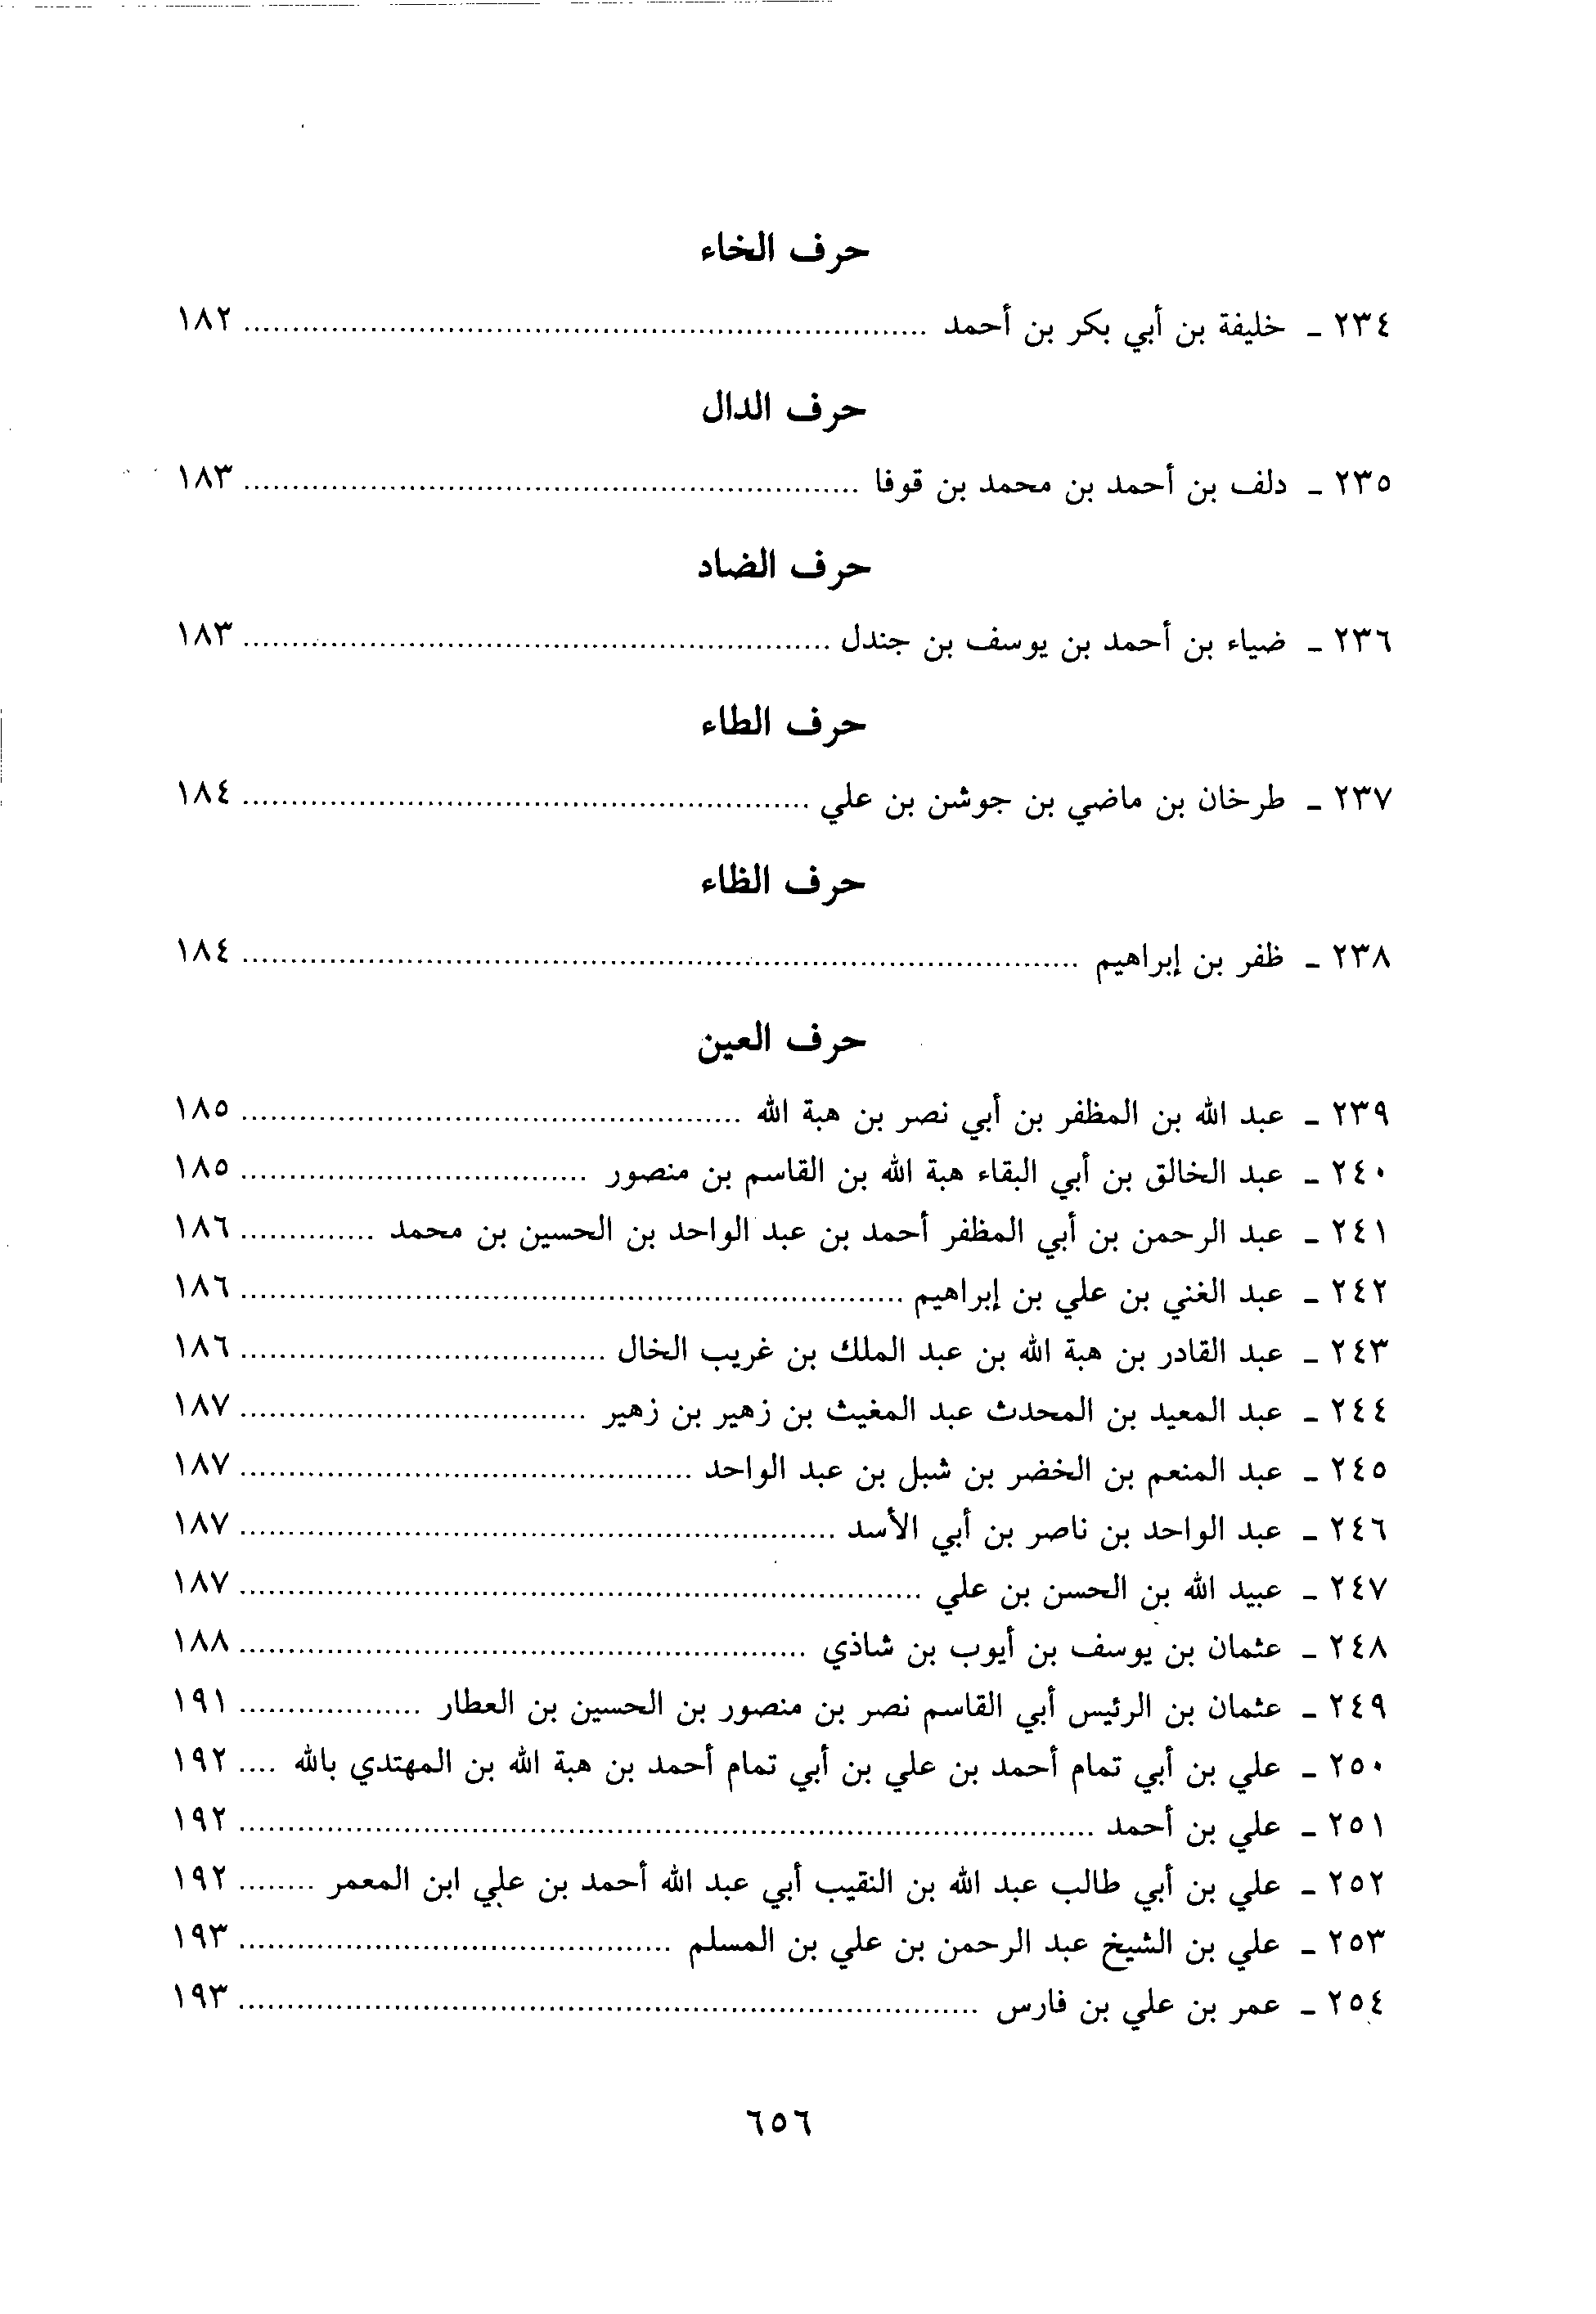 حرف الخاء
٢٣٤ ـ خليفة بن أبي بكر بن أحمد ........ ١٨٢
حرف الدال
٢٣٥ ـ دلف بن أحمد بن محمد بن قوفا ........ ١٨٣
حرف الضاد
٢٣٦ ـ ضياء بن أحمد بن يوسف بن جندل ........ ١٨٣
حرف الطاء
٢٣٧ ـ طرخان بن ماضي بن جوشن بن علي ........ ١٨٤
حرف الظاء
٢٣٨ ـ ظفر بن إبراهيم ........ ١٨٤
حرف العين
٢٣٩ ـ عبد الله بن المظفر بن أبي نصر بن هبة الله ........ ١٨٥
٢٤٠ ـ عبد الخالق بن أبي البقاء هبة الله بن القاسم بن منصور ........ ١٨٥
٢٤١ ـ عبد الرحمن بن أبي المظفر أحمد بن عبد الواحد بن الحسين بن محمد ........ ١٨٦
٢٤٢ ـ عبد الغني بن علي بن إبراهيم ........ ١٨٦
٢٤٣ ـ عبد القادر بن هبة الله بن عبد الملك بن غريب الخال ........ ١٨٦
٢٤٤ ـ عبد المعيد بن المحدث عبد المغيث بن زهير بن زهير ........ ١٨٧
٢٤٥ ـ عبد المنعم بن الخضر بن شبل بن عبد الواحد ........ ١٨٧
٢٤٦ ـ عبد الواحد بن ناصر بن أبي الأسد ........ ١٨٧
٢٤٧ ـ عبيد الله بن الحسن بن علي ........ ١٨٧
٢٤٨ ـ عثمان بن يوسف بن أيوب بن شاذي ........ ١٨٨
٢٤٩ ـ عثمان بن الرئيس أبي القاسم نصر بن منصور بن الحسين بن العطار ........ ١٩١
٢٥٠ ـ علي بن أبي تمام أحمد بن علي بن أبي تمام أحمد بن هبة الله بن المهتدي بالله .... ١٩٢
٢٥١ ـ علي بن أحمد ........ ١٩٢
٢٥٢ ـ علي بن أبي طالب عبد الله بن النقيب أبي عبد الله أحمد بن علي ابن المعمر ........ ١٩٢
٢٥٣ ـ علي بن الشيخ عبد الرحمن بن علي بن المسلم ........ ١٩٣
٢٥٤ ـ عمر بن علي بن فارس ........ ١٩٣
٦٥٦